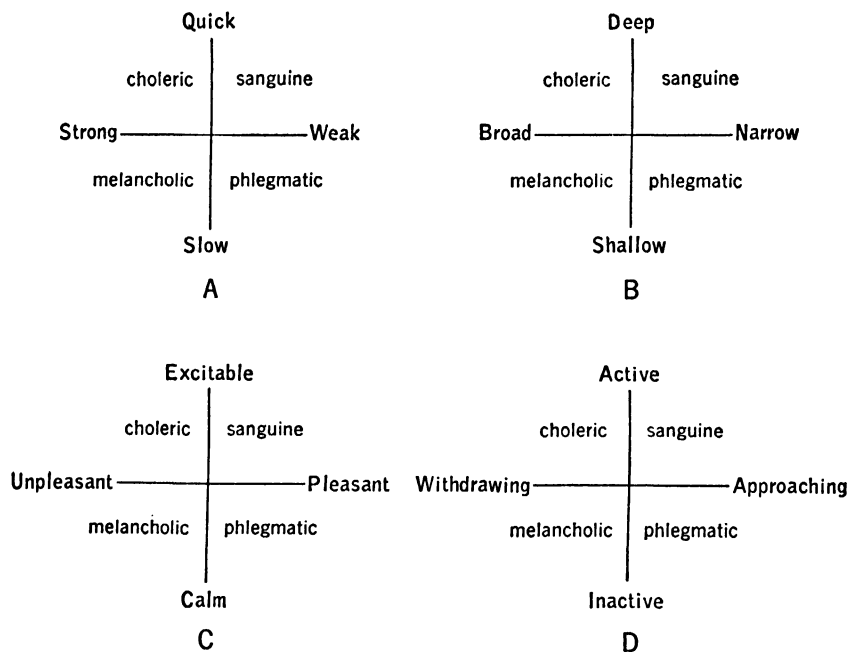 Quick
choleric sanguine
Strong Weak
melancholic phlegmatic
Slow
A
Deep
choleric sanguine
Broad Narrow
melancholic phlegmatic
Shallow
B
Excitable
choleric sanguine
Unpleasant Pleasant
melancholic phlegmatic
Calm
C
Active
choleric sanguine
Withdrawing Approaching
melancholic phlegmatic
Inactive
D